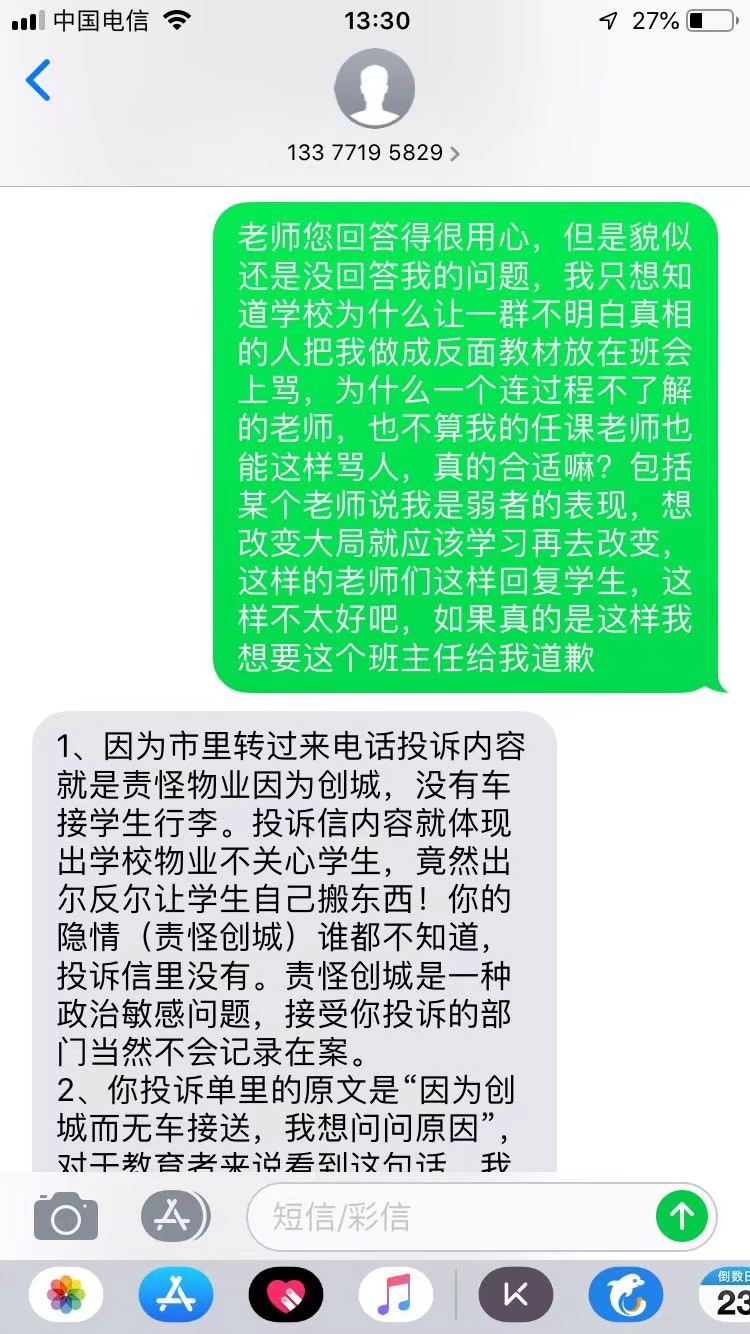 中国电信
13:30
27%
133 7719 5829
老师您回答得很用心，但是貌似
还是没回答我的问题，我只想知
道学校为什么让一群不明白真相
的人把我做成反面教材放在班会
上骂，为什么一个连过程不了解
的老师，也不算我的任课老师也
能这样骂人，真的合适嘛？包括
某个老师说我是弱者的表现，想
改变大局就应该学习再去改变，
这样的老师们这样回复学生，这
样不太好吧，如果真的是这样我
想要这个班主任给我道歉
1、因为市里转过来电话投诉内容
就是责怪物业因为创城，没有车
接学生行李。投诉信内容就体现
出学校物业不关心学生，竟然出
尔反尔让学生自己搬东西！你的
隐情（责怪创城）谁都不知道，
投诉信里没有。责怪创城是一种
政治敏感问题，接受你投诉的部
门当然不会记录在案。
2、你投诉单里的原文是“因为创
城而无车接送，我想问问原因”，
对于教育者来说看到这句话，我
短信/彩信
倒数日
23